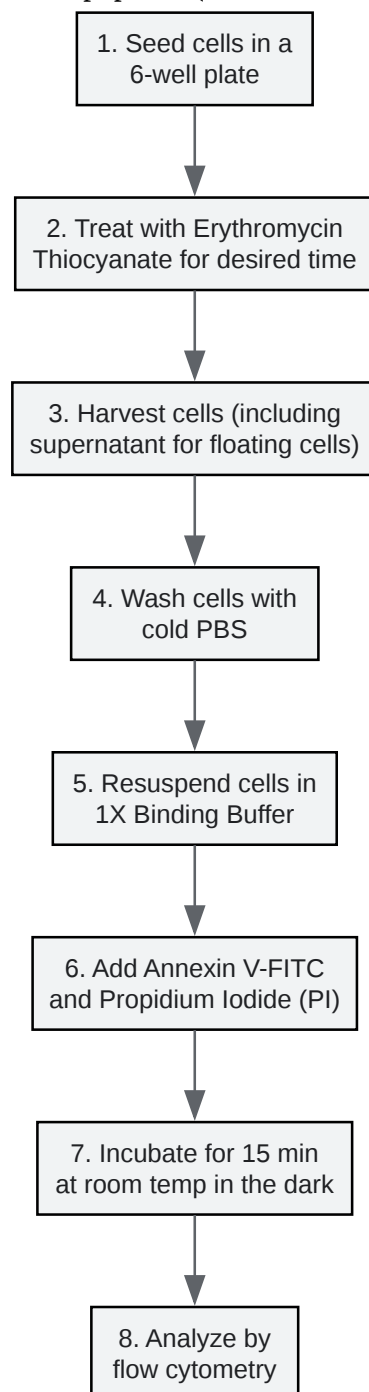 1. Seed cells in a
6-well plate
2. Treat with Erythromycin
Thiocyanate for desired time
3. Harvest cells (including
supernatant for floating cells)
4. Wash cells with
cold PBS
5. Resuspend cells in
1X Binding Buffer
6. Add Annexin V-FITC
and Propidium Iodide (PI)
7. Incubate for 15 min
at room temp in the dark
8. Analyze by
flow cytometry